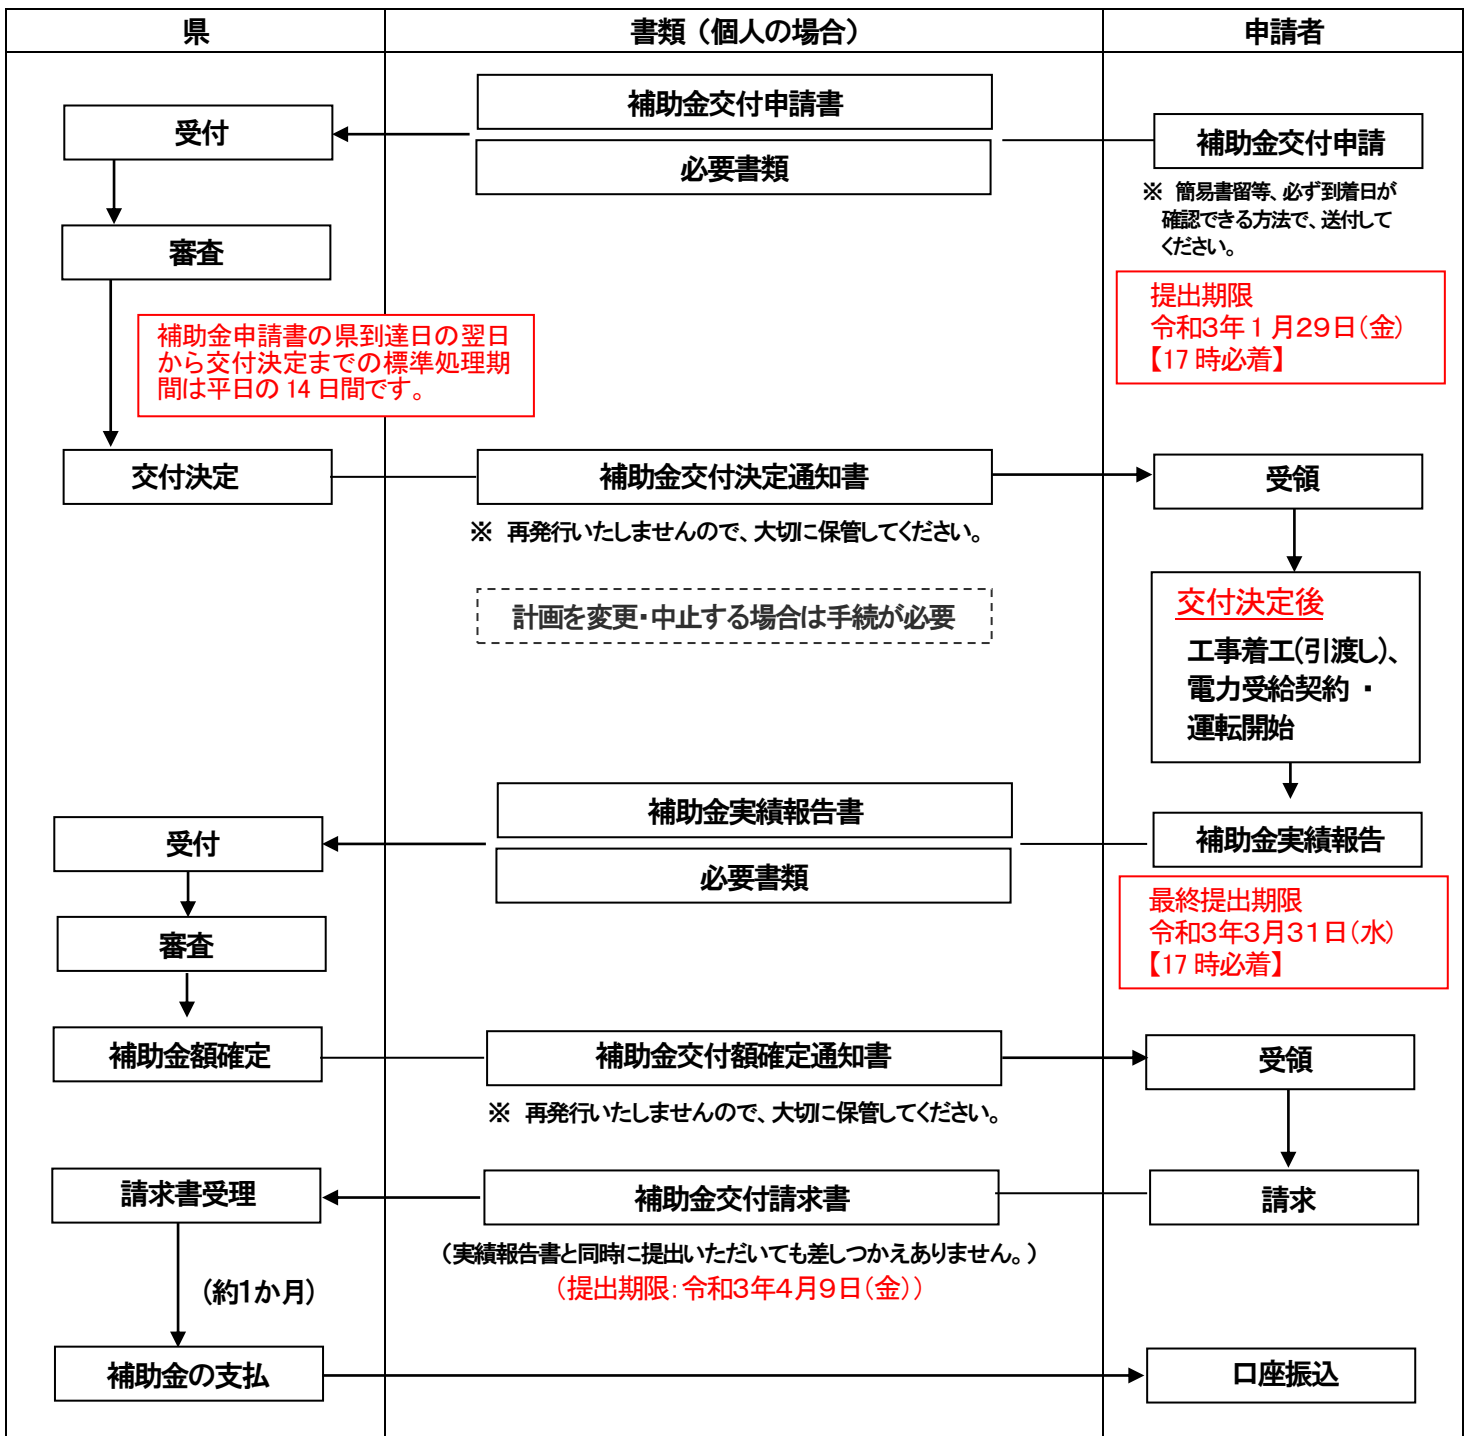 県
書類（個人の場合）
申請者
補助金交付申請書
受付
必要書類
補助金交付申請
※ 簡易書留等、必ず到着日が
確認できる方法で、送付して
ください。
審査
提出期限
令和3年1月29日(金)
【17時必着】
補助金申請書の県到達日の翌日
から交付決定までの標準処理期
間は平日の14日間です。
交付決定
補助金交付決定通知書
受領
※ 再発行いたしませんので、大切に保管してください。
計画を変更・中止する場合は手続が必要
交付決定後
工事着工(引渡し)、
電力受給契約 ・
運転開始
補助金実績報告書
受付
必要書類
補助金実績報告
最終提出期限
令和3年3月31日(水)
【17時必着】
審査
補助金額確定
補助金交付額確定通知書
受領
※ 再発行いたしませんので、大切に保管してください。
請求書受理
補助金交付請求書
請求
（実績報告書と同時に提出いただいても差しつかえありません。）
（提出期限：令和3年4月9日(金)）
(約1か月)
補助金の支払
口座振込